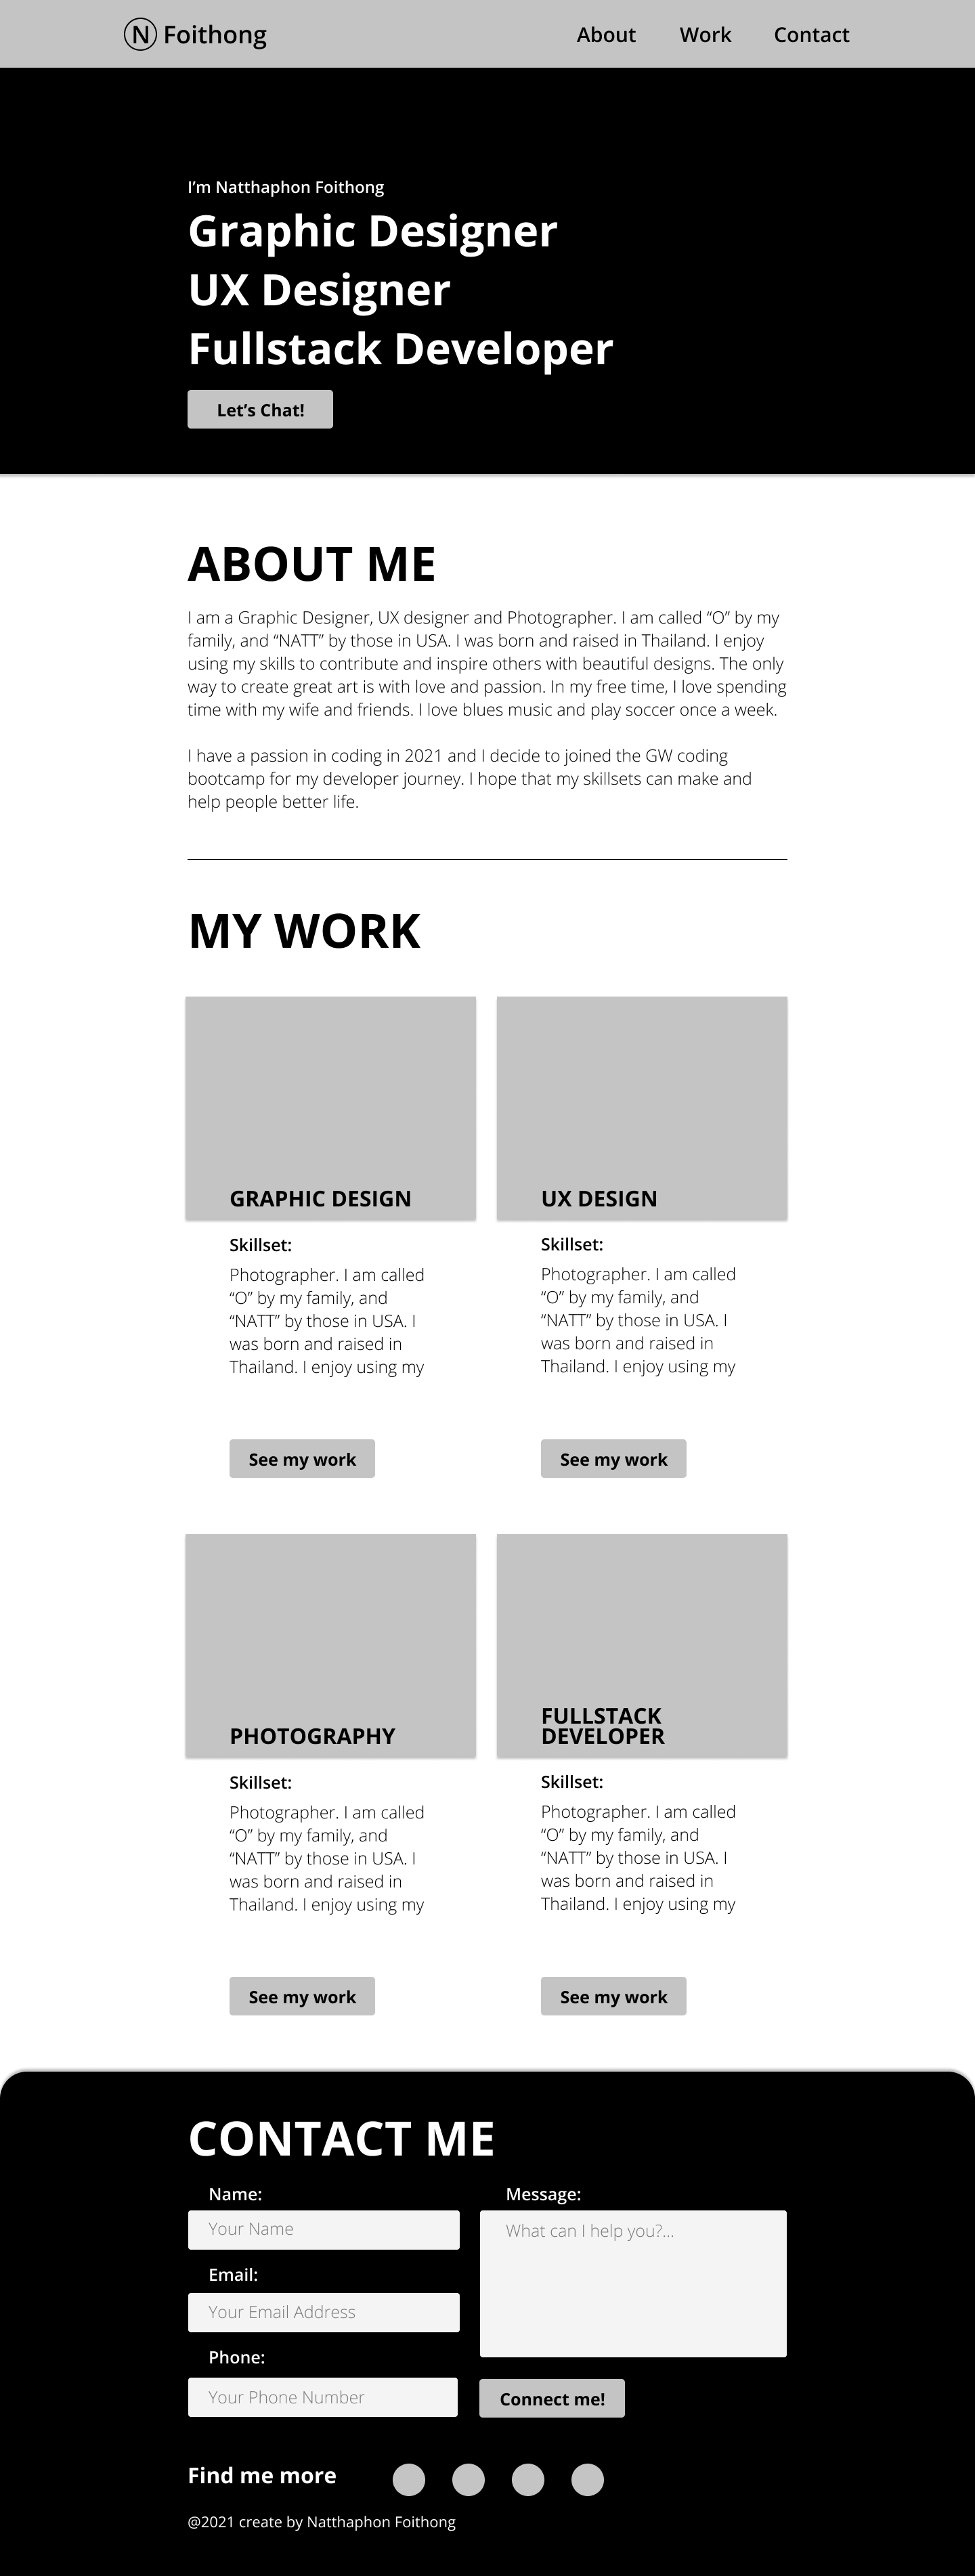 N Foithong
About Work Contact
I’m Natthaphon Foithong
Graphic Designer
UX Designer
Fullstack Developer
Let’s Chat!
ABOUT ME
I am a Graphic Designer, UX designer and Photographer. I am called “O” by my
family, and “NATT” by those in USA. I was born and raised in Thailand. I enjoy
using my skills to contribute and inspire others with beautiful designs. The only
way to create great art is with love and passion. In my free time, I love spending
time with my wife and friends. I love blues music and play soccer once a week.
I have a passion in coding in 2021 and I decide to joined the GW coding
bootcamp for my developer journey. I hope that my skillsets can make and
help people better life.
MY WORK
GRAPHIC DESIGN
Skillset:
Photographer. I am called
“O” by my family, and
“NATT” by those in USA. I
was born and raised in
Thailand. I enjoy using my
See my work
UX DESIGN
Skillset:
Photographer. I am called
“O” by my family, and
“NATT” by those in USA. I
was born and raised in
Thailand. I enjoy using my
See my work
PHOTOGRAPHY
Skillset:
Photographer. I am called
“O” by my family, and
“NATT” by those in USA. I
was born and raised in
Thailand. I enjoy using my
See my work
FULLSTACK
DEVELOPER
Skillset:
Photographer. I am called
“O” by my family, and
“NATT” by those in USA. I
was born and raised in
Thailand. I enjoy using my
See my work
CONTACT ME
Name:
Your Name
Email:
Your Email Address
Phone:
Your Phone Number
Message:
What can I help you?...
Connect me!
Find me more
@2021 create by Natthaphon Foithong